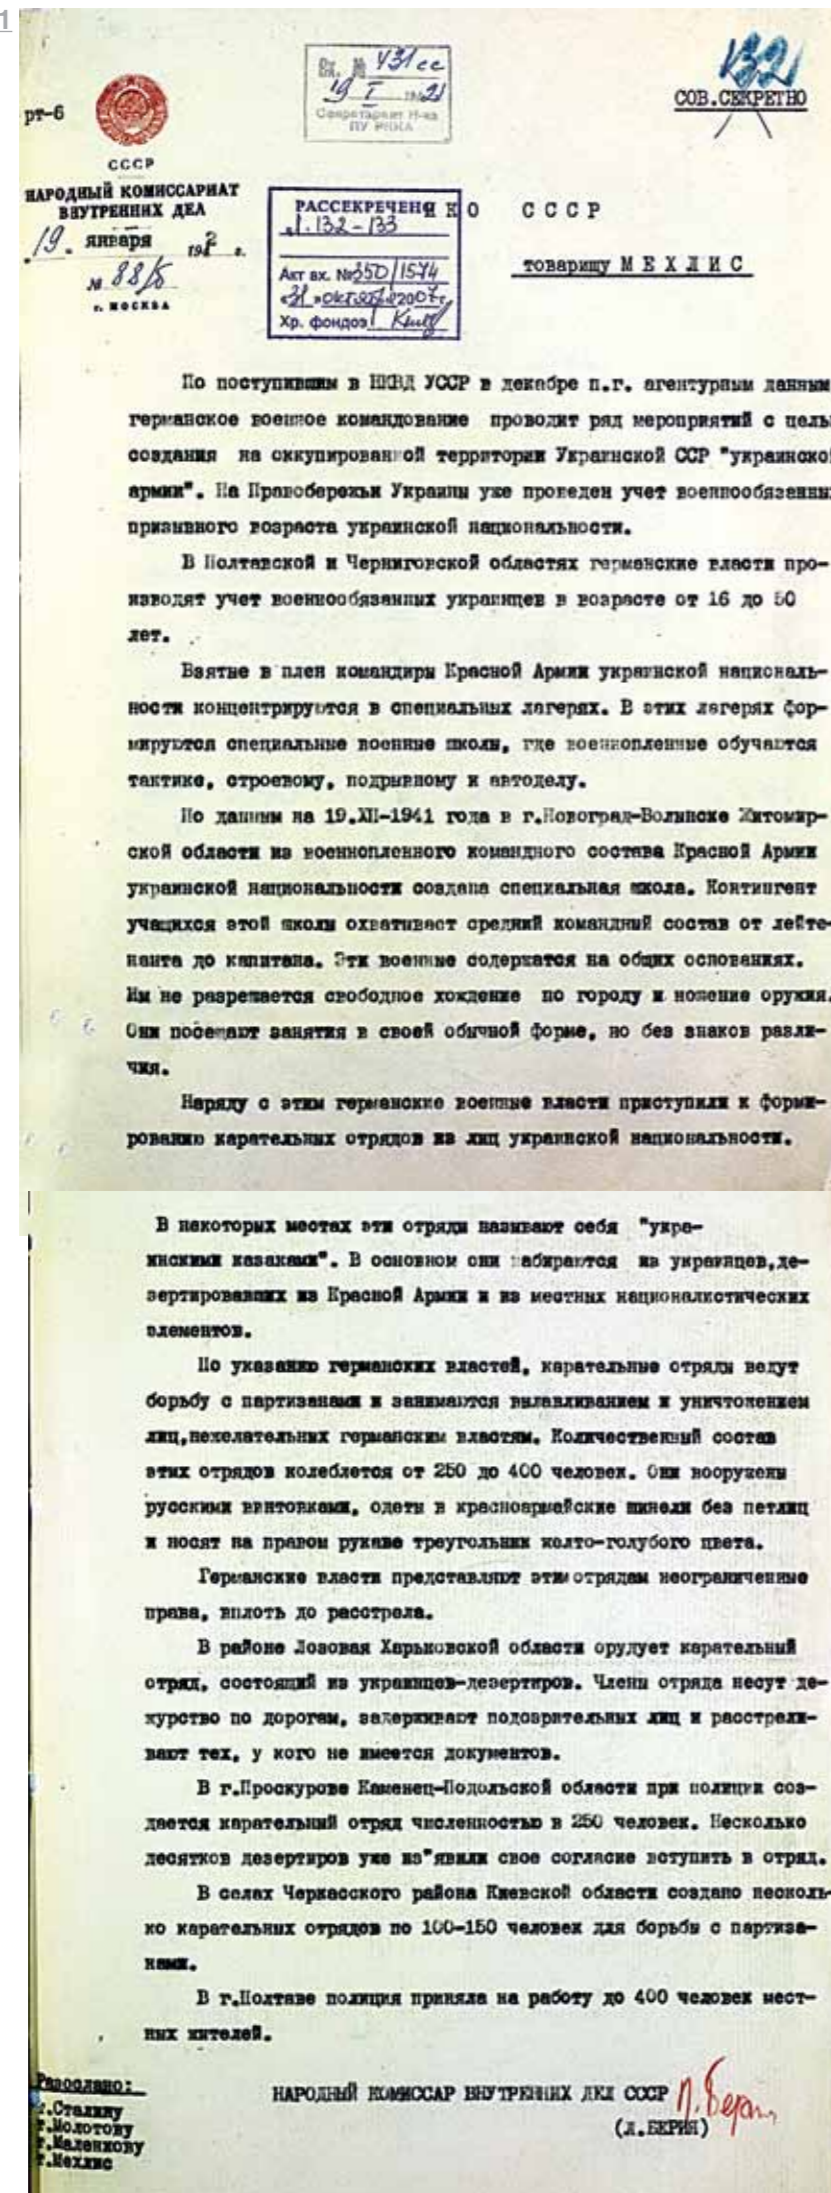 1
рт-6
Вх. № 431сс
19 I
Секретариат Н-ка
ПУ РККА
132
СОВ.СЕКРЕТНО
СССР
НАРОДНЫЙ КОМИССАРИАТ
ВНУТРЕННИХ ДЕЛ
"19" января 1942 г.
№ 88/Б
г. МОСКВА
РАССЕКРЕЧЕНО
л. 132-133
Акт вх. №350/1574
«31» октября 2007г.
Хр. фондов
НКО СССР
товарищу МЕХЛИС
По поступившим в НКВД УССР в декабре п.г. агентурным данным
германское военное командование проводит ряд мероприятий с целью
создания на оккупированной территории Украинской ССР "украинской
армии". На Правобережьи Украины уже проведен учет военнообязанных
призывного возраста украинской национальности.
В Полтавской и Черниговской областях германские власти про-
изводят учет военнообязанных украинцев в возрасте от 16 до 50
лет.
Взятые в плен командиры Красной Армии украинской националь-
ности концентрируются в специальных лагерях. В этих лагерях фор-
мируются специальные военные школы, где военнопленные обучаются
тактике, строевому, подрывному и автоделу.
По данным на 19.XII-1941 года в г.Новоград-Волынске Житомир-
ской области из военнопленного командного состава Красной Армии
украинской национальности создана специальная школа. Контингент
учащихся этой школы охватывает средний командный состав от лейте-
нанта до капитана. Эти военные содержатся на общих основаниях.
Им не разрешается свободное хождение по городу и ношение оружия.
Они посещают занятия в своей обычной форме, но без знаков разли-
чия.
Наряду с этим германские военные власти приступили к форми-
рованию карательных отрядов из лиц украинской национальности.
В некоторых местах эти отряды называют себя "укра-
инскими казаками". В основном они набираются из украинцев,де-
зертировавших из Красной Армии и из местных националистических
элементов.
По указанию германских властей, карательные отряды ведут
борьбу с партизанами и занимаются вылавливанием и уничтожением
лиц,нежелательных германским властям. Количественный состав
этих отрядов колеблется от 250 до 400 человек. Они вооружены
русскими винтовками, одеты в красноармейские шинели без петлиц
и носят на правом рукаве треугольник желто-голубого цвета.
Германские власти представляют этим отрядам неограниченные
права, вплоть до расстрела.
В районе Лозовая Харьковской области орудует карательный
отряд, состоящий из украинцев-дезертиров. Члены отряда несут де-
журство по дорогам, задерживают подозрительных лиц и расстрели-
вают тех, у кого не имеется документов.
В г.Проскурове Каменец-Подольской области при полиции соз-
дается карательный отряд численностью в 250 человек. Несколько
десятков дезертиров уже из"явили свое согласие вступить в отряд.
В селах Черкасского района Киевской области создано несколь-
ко карательных отрядов по 100-150 человек для борьбы с партиза-
нами.
В г.Полтаве полиция приняла на работу до 400 человек мест-
ных жителей.
НАРОДНЫЙ КОМИССАР ВНУТРЕННИХ ДЕЛ СССР Л. Берия
(Л.БЕРИЯ)
Разослано:
т.Сталину
т.Молотову
т.Маленкову
т.Мехлис